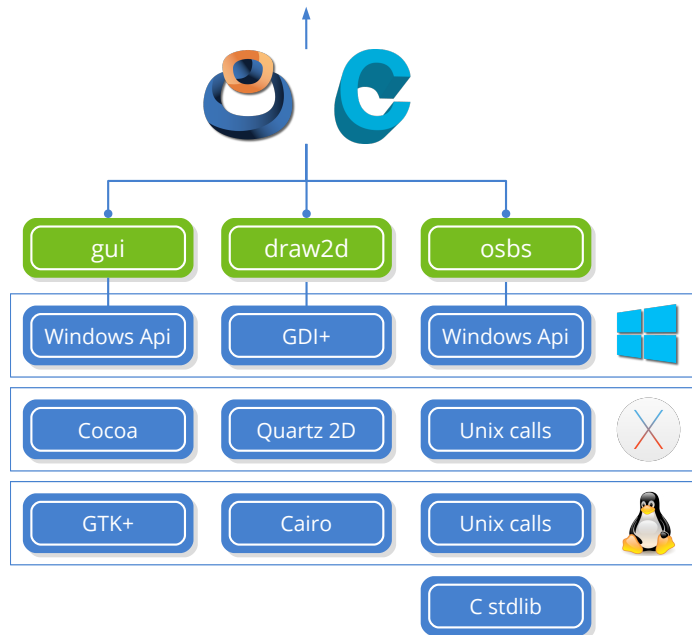 gui
draw2d
osbs
Windows Api
GDI+
Windows Api
Cocoa
Quartz 2D
Unix calls
GTK+
Cairo
Unix calls
C stdlib